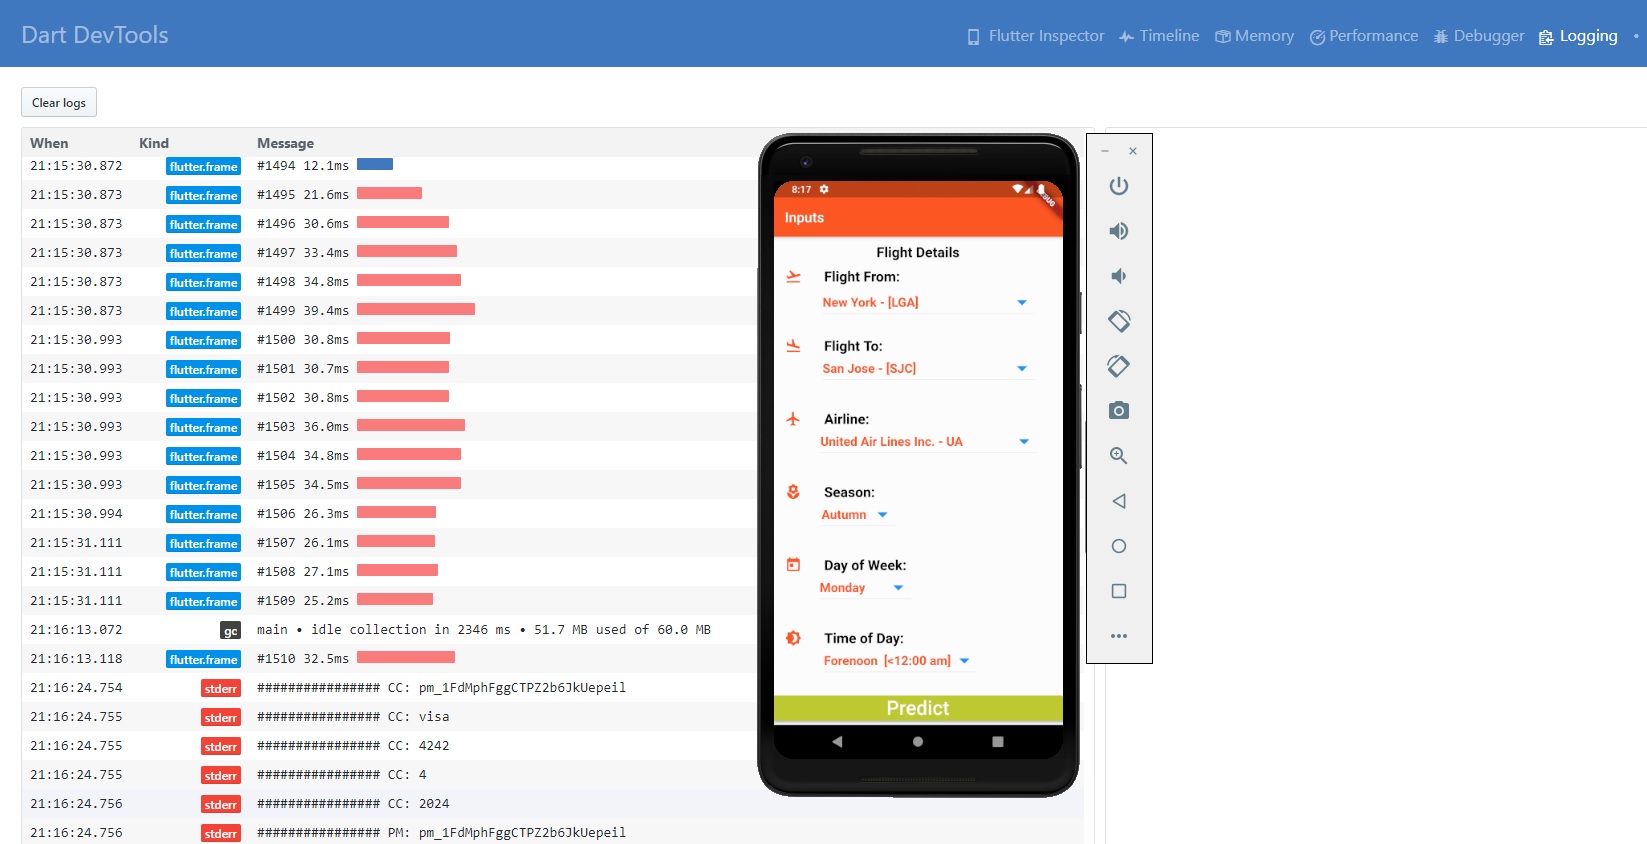 Dart DevTools
Flutter Inspector Timeline Memory Performance Debugger Logging
Clear logs
When Kind Message
21:15:30.872 flutter.frame #1494 12.1ms
21:15:30.873 flutter.frame #1495 21.6ms
21:15:30.873 flutter.frame #1496 30.6ms
21:15:30.873 flutter.frame #1497 33.4ms
21:15:30.873 flutter.frame #1498 34.8ms
21:15:30.873 flutter.frame #1499 39.4ms
21:15:30.993 flutter.frame #1500 30.8ms
21:15:30.993 flutter.frame #1501 30.7ms
21:15:30.993 flutter.frame #1502 30.8ms
21:15:30.993 flutter.frame #1503 36.0ms
21:15:30.993 flutter.frame #1504 34.8ms
21:15:30.993 flutter.frame #1505 34.5ms
21:15:30.994 flutter.frame #1506 26.3ms
21:15:31.111 flutter.frame #1507 26.1ms
21:15:31.111 flutter.frame #1508 27.1ms
21:15:31.111 flutter.frame #1509 25.2ms
21:16:13.072 gc main • idle collection in 2346 ms • 51.7 MB used of 60.0 MB
21:16:13.118 flutter.frame #1510 32.5ms
21:16:24.754 stderr ################ CC: pm_1FdMphFggCTPZ2b6JkUepeil
21:16:24.755 stderr ################ CC: visa
21:16:24.755 stderr ################ CC: 4242
21:16:24.755 stderr ################ CC: 4
21:16:24.756 stderr ################ CC: 2024
21:16:24.756 stderr ################ PM: pm_1FdMphFggCTPZ2b6JkUepeil
8:17
DEBUG
Inputs
Flight Details
Flight From:
New York - [LGA]
Flight To:
San Jose - [SJC]
Airline:
United Air Lines Inc. - UA
Season:
Autumn
Day of Week:
Monday
Time of Day:
Forenoon [<12:00 am]
Predict